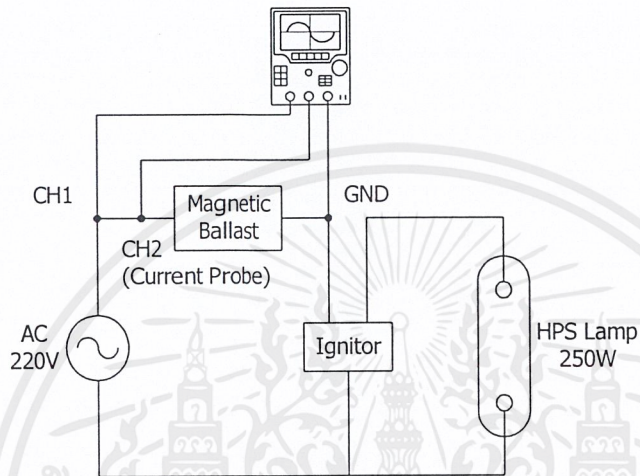 CH1
Magnetic
Ballast
GND
CH2
(Current Probe)
AC
220V
Ignitor
HPS Lamp
250W